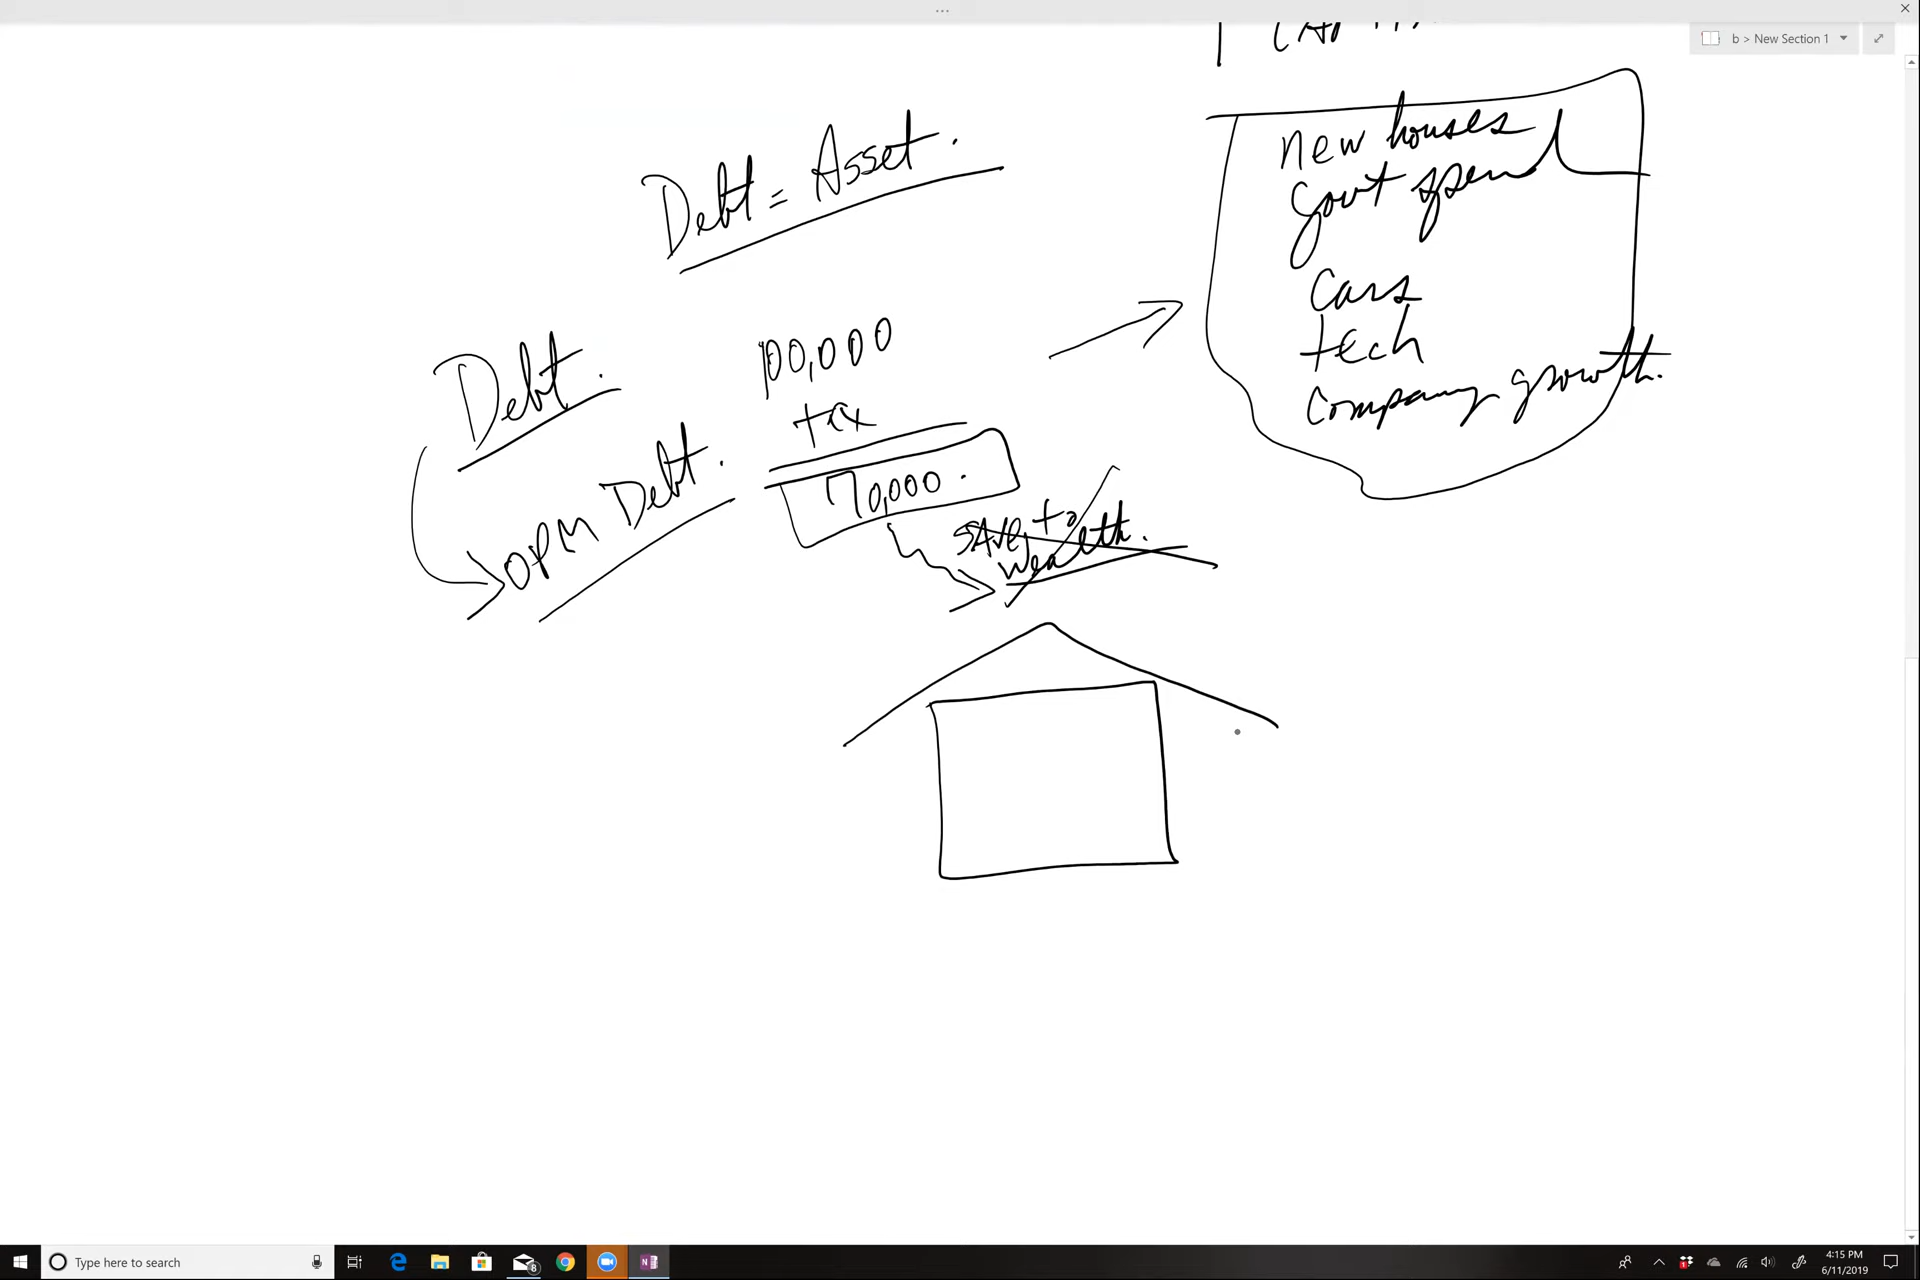 b > New Section 1
new houses
Govt spend
Cars
tech
Company growth.
Debt = Asset.
Debt.
OPM Debt.
100,000
tax
70,000.
SAVE to
wealth.
Type here to search
8
4:15 PM
6/11/2019